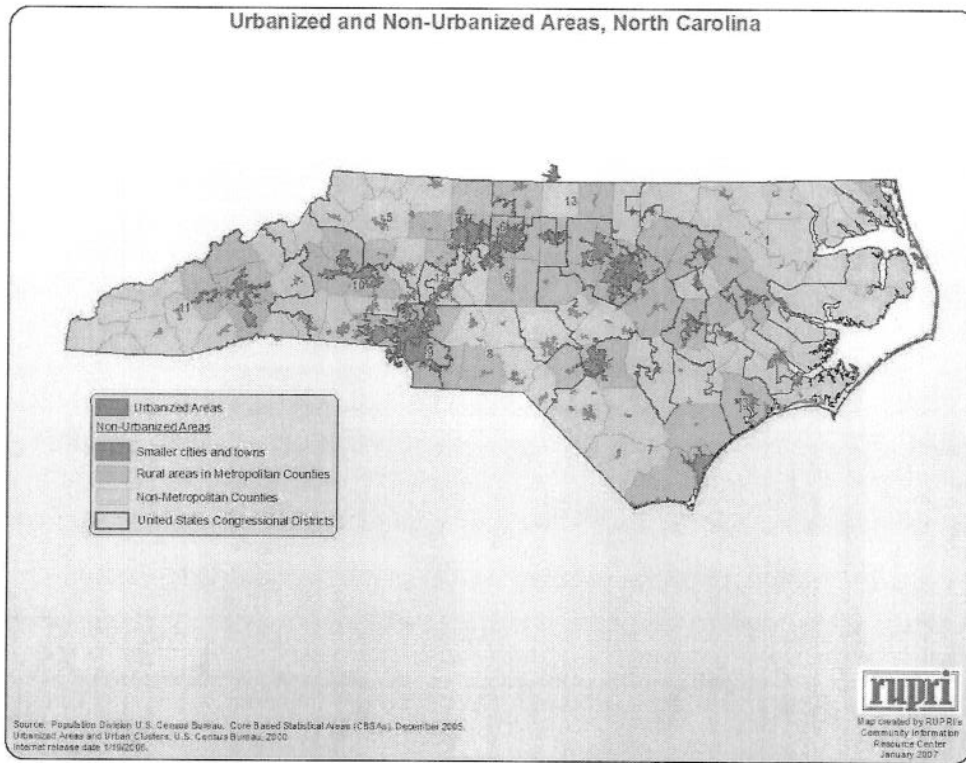 Urbanized and Non-Urbanized Areas, North Carolina
13
5
1
6
10
11
2
9
8
7
Urbanized Areas
Non-Urbanized Areas
Smaller cities and towns
Rural areas in Metropolitan Counties
Non-Metropolitan Counties
United States Congressional Districts
rupri
Map created by RUPRI's
Community Information
Resource Center
January 2007
Source: Population Division U.S. Census Bureau, Core Based Statistical Areas (CBSAs), December 2005.
Urbanized Areas and Urban Clusters, U.S. Census Bureau, 2000
Internet release date 1/19/2006.